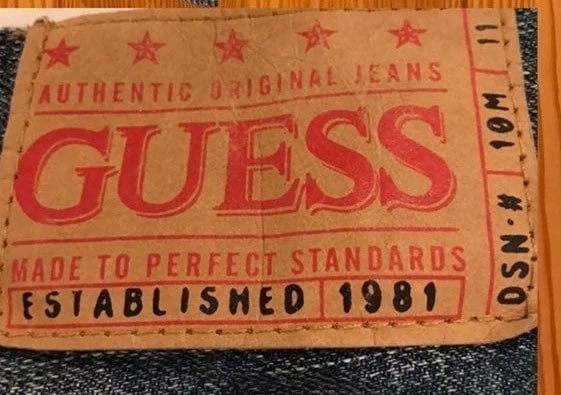 AUTHENTIC ORIGINAL JEANS
GUESS
MADE TO PERFECT STANDARDS
ESTABLISHED 1981
DSN.# 10M 11